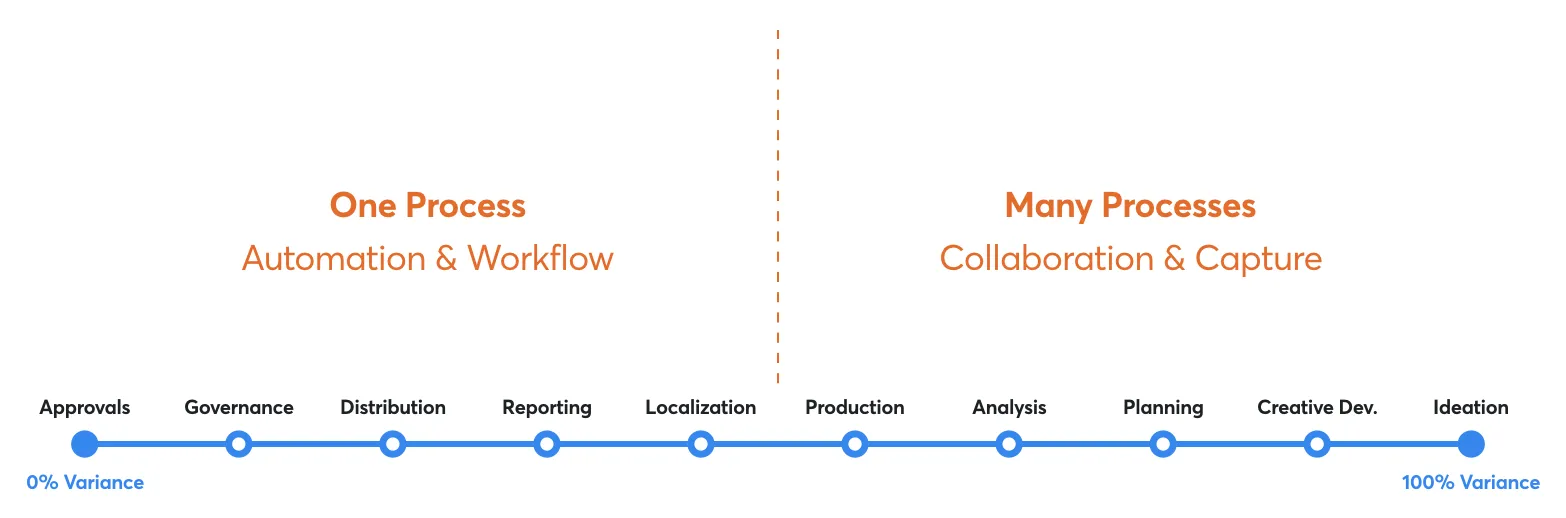 One Process
Automation & Workflow
Many Processes
Collaboration & Capture
Approvals
Governance
Distribution
Reporting
Localization
Production
Analysis
Planning
Creative Dev.
Ideation
0% Variance
100% Variance